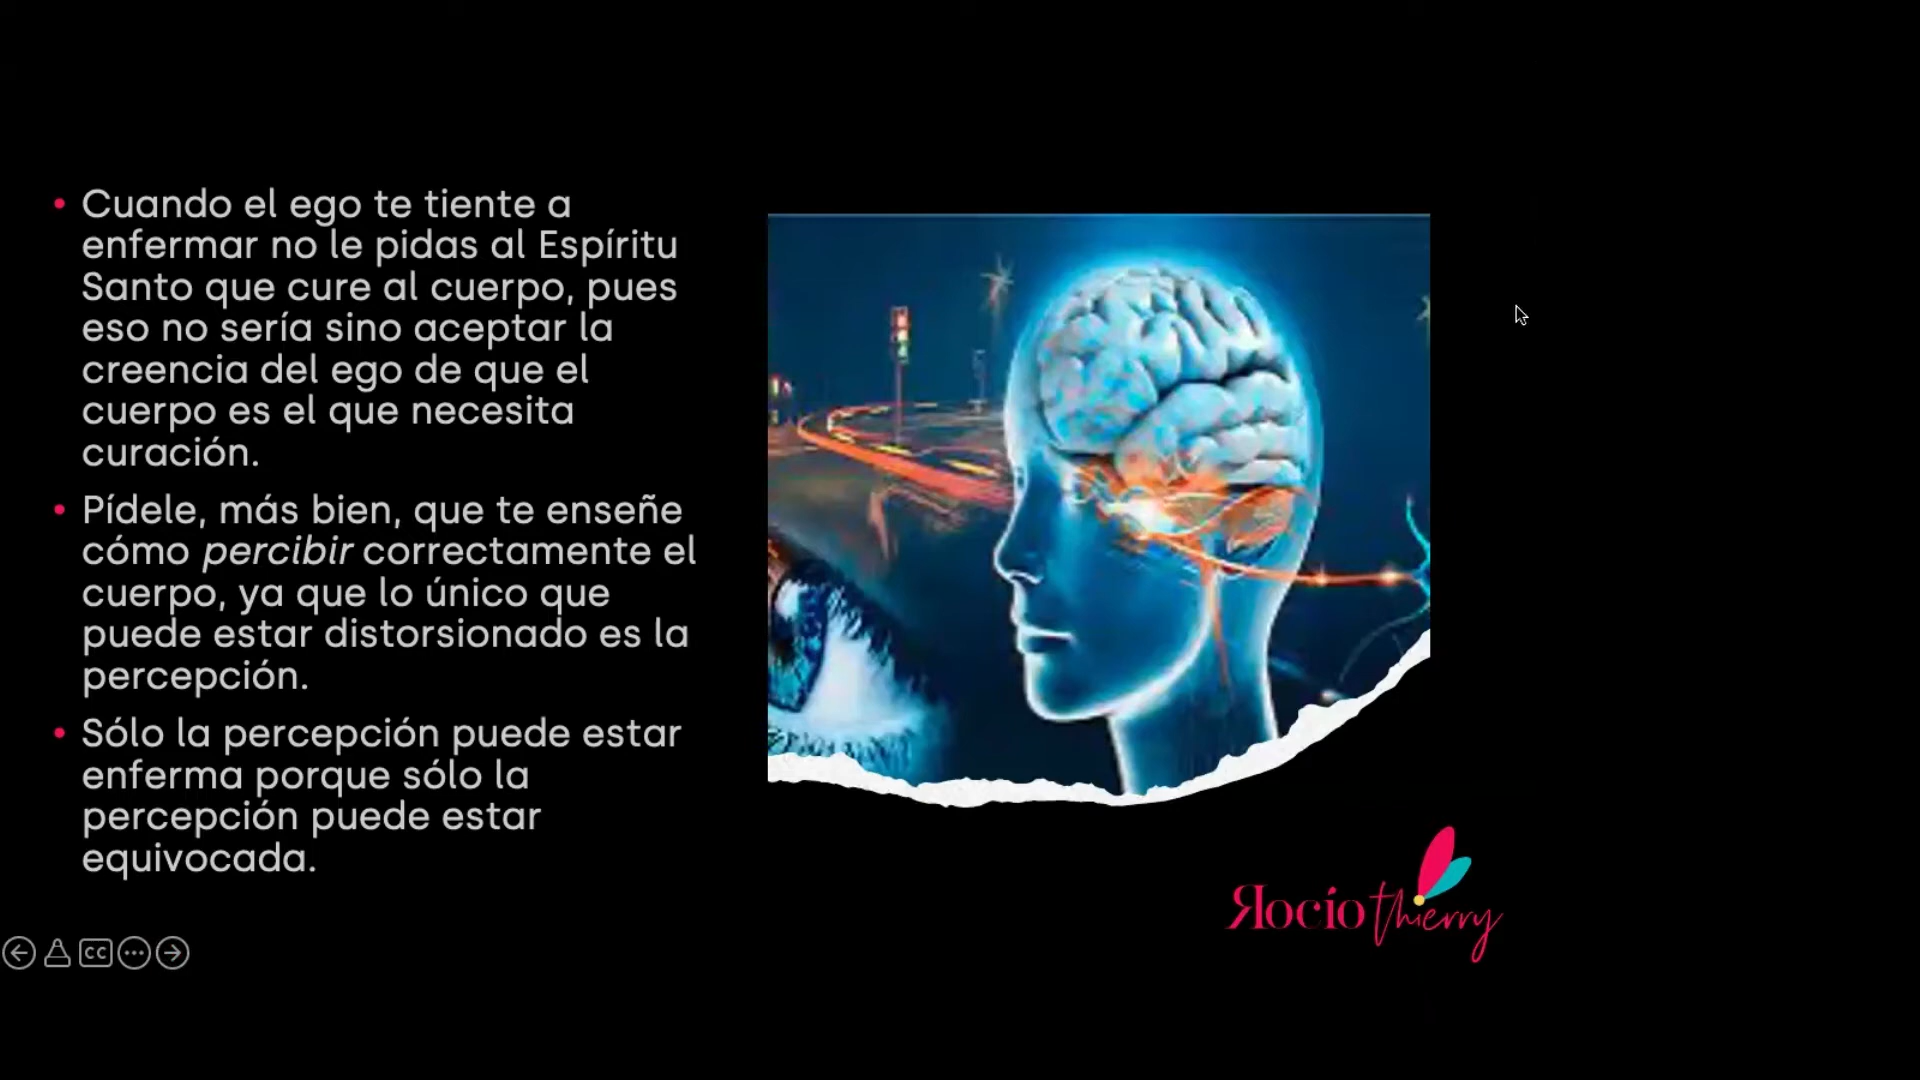 • Cuando el ego te tiente a
enfermar no le pidas al Espíritu
Santo que cure al cuerpo, pues
eso no sería sino aceptar la
creencia del ego de que el
cuerpo es el que necesita
curación.
• Pídele, más bien, que te enseñe
cómo percibir correctamente el
cuerpo, ya que lo único que
puede estar distorsionado es la
percepción.
• Sólo la percepción puede estar
enferma porque sólo la
percepción puede estar
equivocada.
Rocío thierry
CC